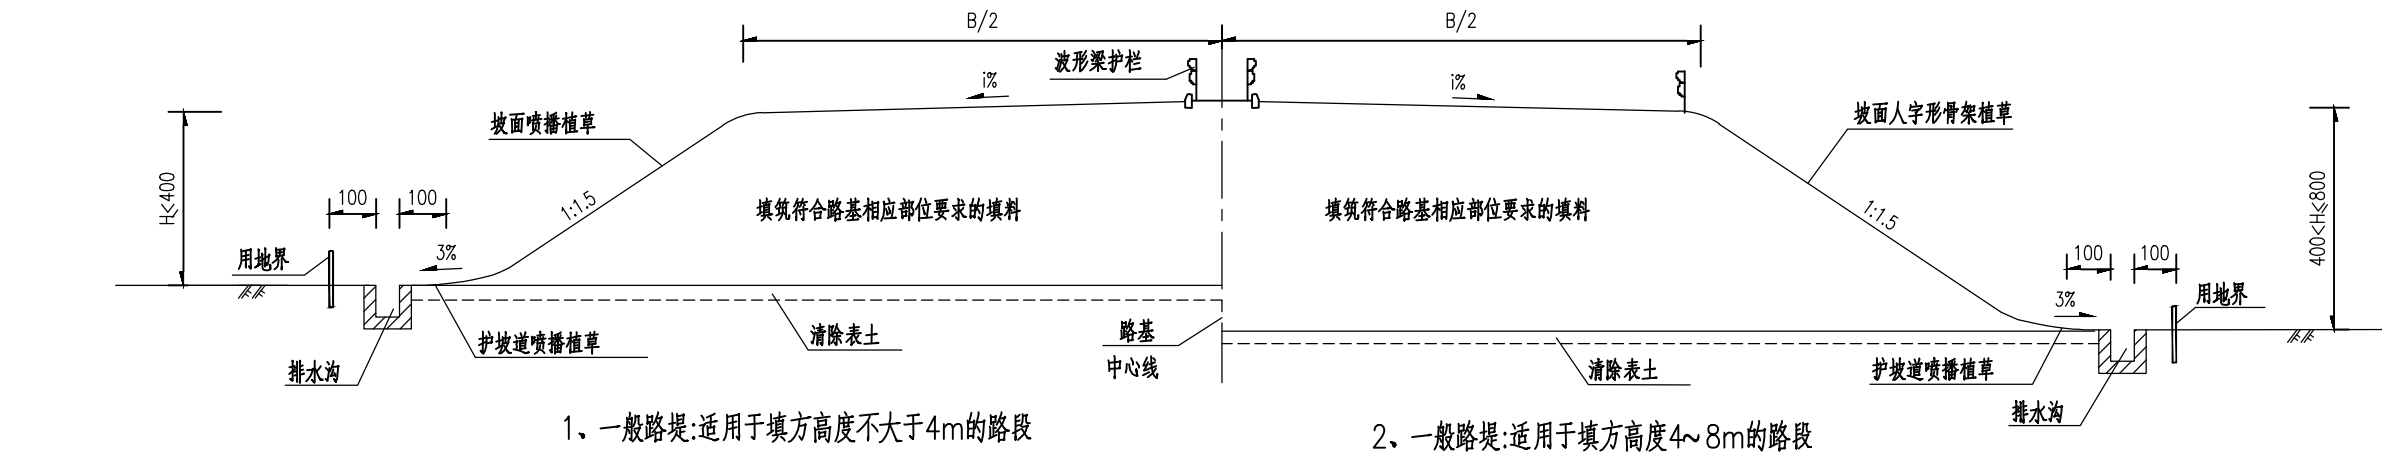 B/2
B/2
波形梁护栏
i%
i%
坡面喷播植草
坡面人字形骨架植草
H≤400
100
100
1:1.5
填筑符合路基相应部位要求的填料
填筑符合路基相应部位要求的填料
1:1.5
400<H≤800
用地界
3%
100
100
3%
用地界
护坡道喷播植草
清除表土
路基
中心线
排水沟
清除表土
护坡道喷播植草
排水沟
1、一般路堤:适用于填方高度不大于4m的路段
2、一般路堤:适用于填方高度4~8m的路段